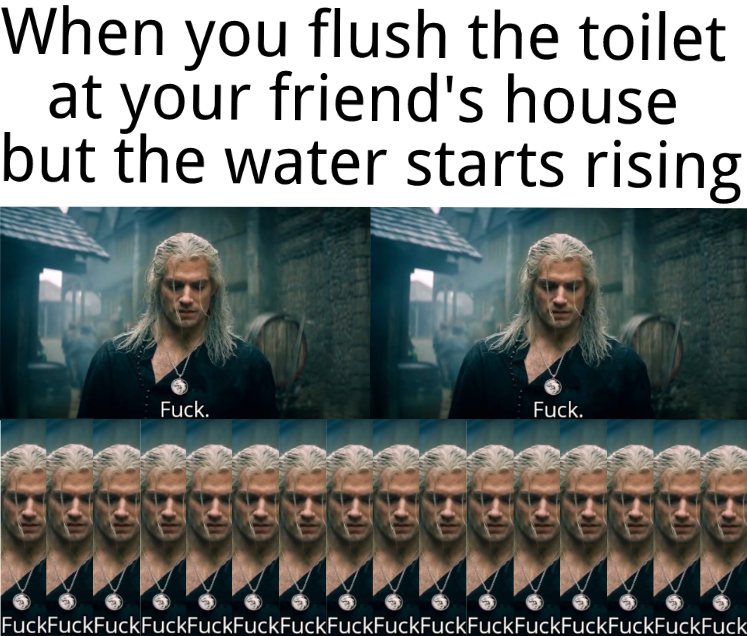 When you flush the toilet
at your friend's house
but the water starts rising
Fuck. Fuck.
FuckFuckFuckFuckFuckFuckFuckFuckFuckFuckFuckFuckFuckFuckFuckFuck